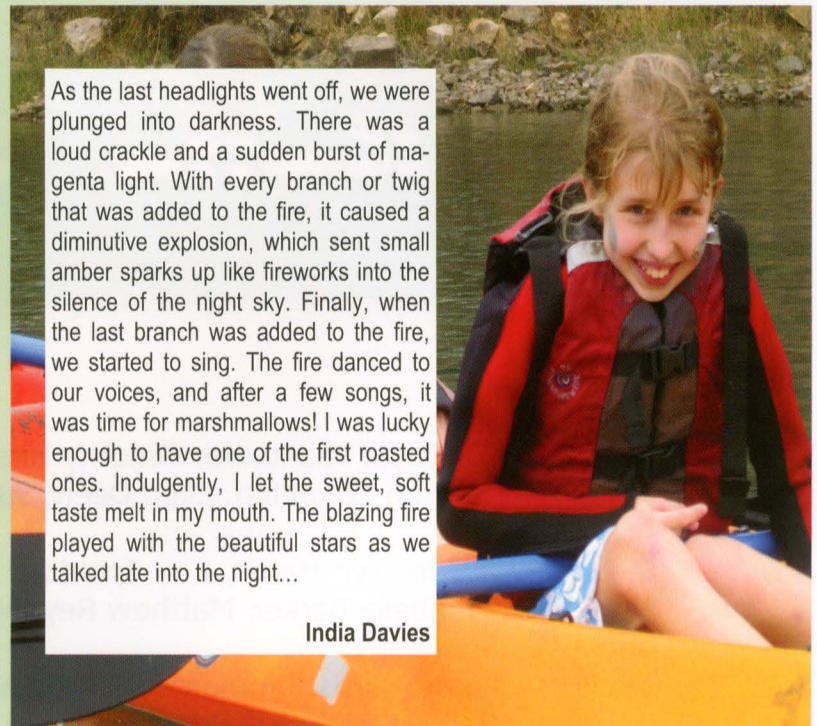 As the last headlights went off, we were
plunged into darkness. There was a
loud crackle and a sudden burst of ma-
genta light. With every branch or twig
that was added to the fire, it caused a
diminutive explosion, which sent small
amber sparks up like fireworks into the
silence of the night sky. Finally, when
the last branch was added to the fire,
we started to sing. The fire danced to
our voices, and after a few songs, it
was time for marshmallows! I was lucky
enough to have one of the first roasted
ones. Indulgently, I let the sweet, soft
taste melt in my mouth. The blazing fire
played with the beautiful stars as we
talked late into the night…
India Davies